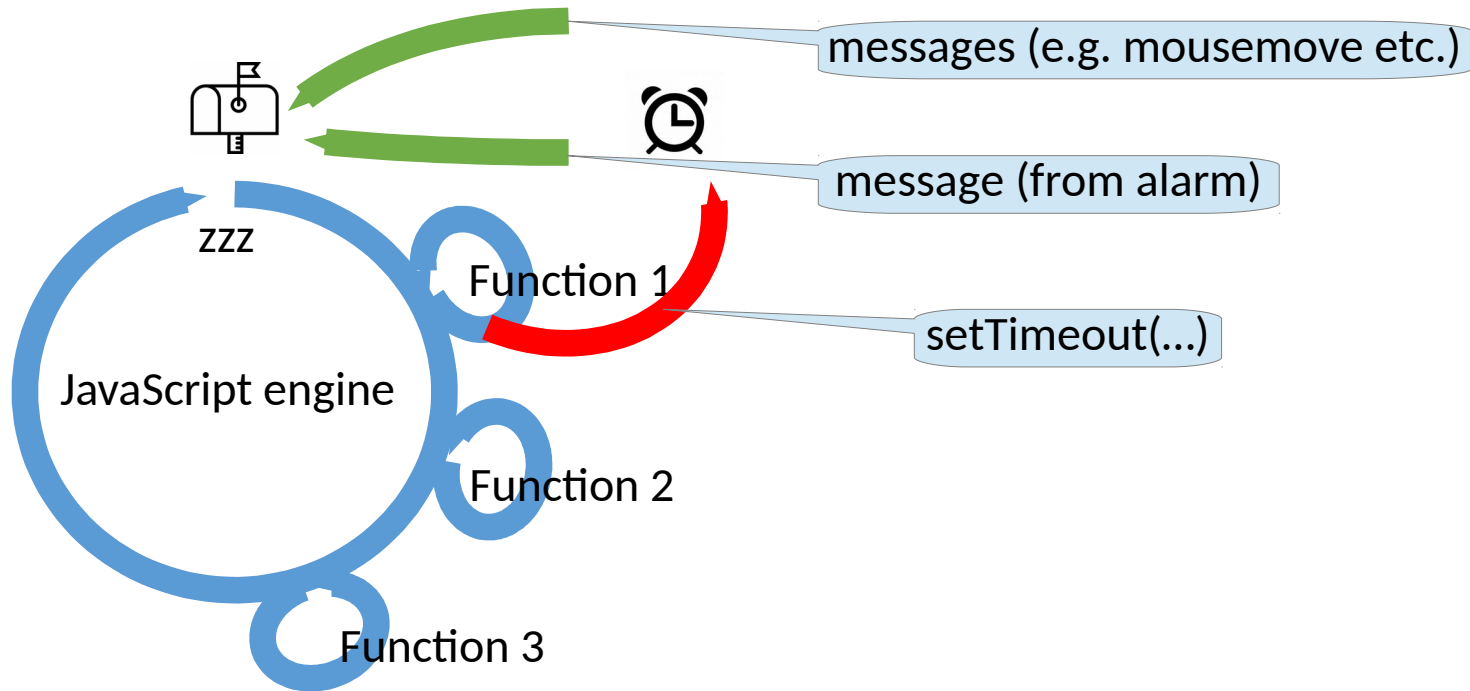 messages (e.g. mousemove etc.)
message (from alarm)
zzz
Function 1
setTimeout(...)
JavaScript engine
Function 2
Function 3